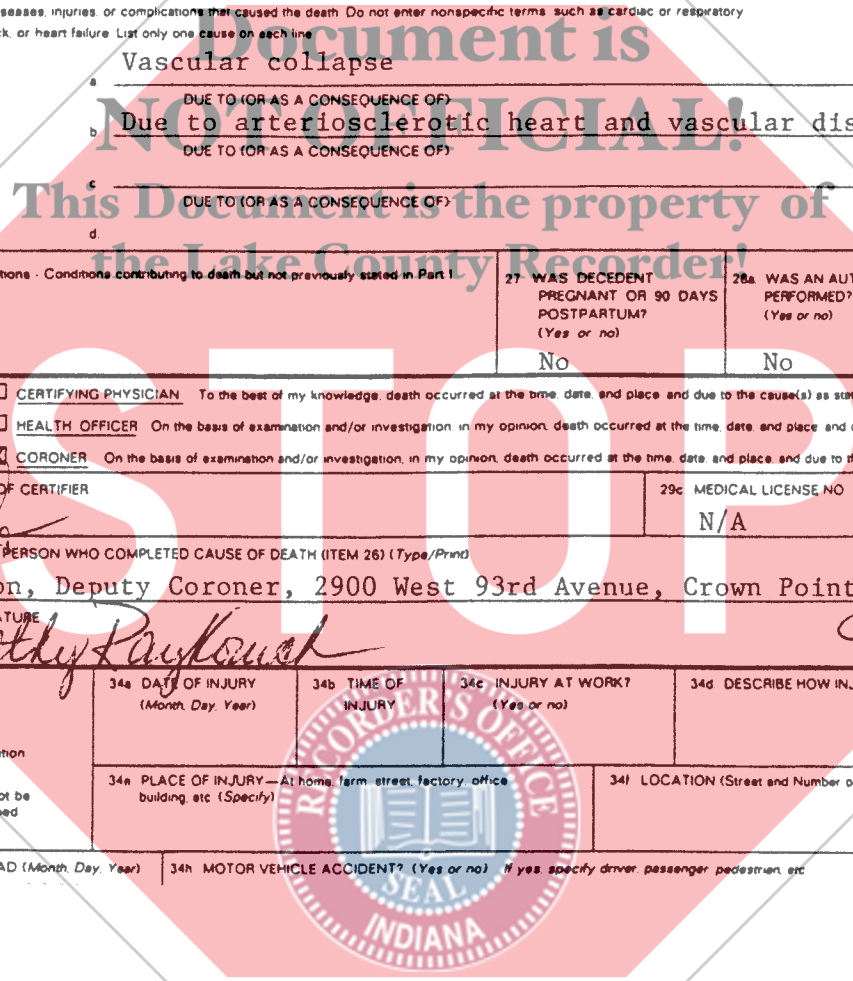 seases, injuries, or complications that caused the death Do not enter nonspecific terms such as cardiac or respiratory
ck, or heart failure List only one cause on each line
Document is
a Vascular collapse
DUE TO (OR AS A CONSEQUENCE OF)
NOT OFFICIAL!
b Due to arteriosclerotic heart and vascular dis
DUE TO (OR AS A CONSEQUENCE OF)
c
This Document is the property of
DUE TO (OR AS A CONSEQUENCE OF)
d.
the Lake County Recorder!
tions - Conditions contributing to death but not previously stated in Part I
27 WAS DECEDENT PREGNANT OR 90 DAYS POSTPARTUM? (Yes or no)
No
28a. WAS AN AUT PERFORMED? (Yes or no)
No
STOP
CERTIFYING PHYSICIAN To the best of my knowledge, death occurred at the time, date, and place and due to the cause(s) as stat
HEALTH OFFICER On the basis of examination and/or investigation, in my opinion, death occurred at the time, date, and place and
CORONER On the basis of examination and/or investigation, in my opinion, death occurred at the time, date, and place, and due to th
OF CERTIFIER
29c MEDICAL LICENSE NO
N/A
PERSON WHO COMPLETED CAUSE OF DEATH (ITEM 26) (Type/Print)
on, Deputy Coroner, 2900 West 93rd Avenue, Crown Point
ATURE
34a DATE OF INJURY (Month, Day, Year)
34b TIME OF INJURY
34c INJURY AT WORK? (Yes or no)
34d. DESCRIBE HOW INJ
RECORDER'S OFFICE
ation
ot be
ned
34e PLACE OF INJURY—At home, farm, street, factory, office building, etc (Specify)
34f LOCATION (Street and Number o
AD (Month, Day, Year)
34h MOTOR VEHICLE ACCIDENT? (Yes or no) If yes, specify driver, passenger, pedestrian, etc
SEAL
INDIANA